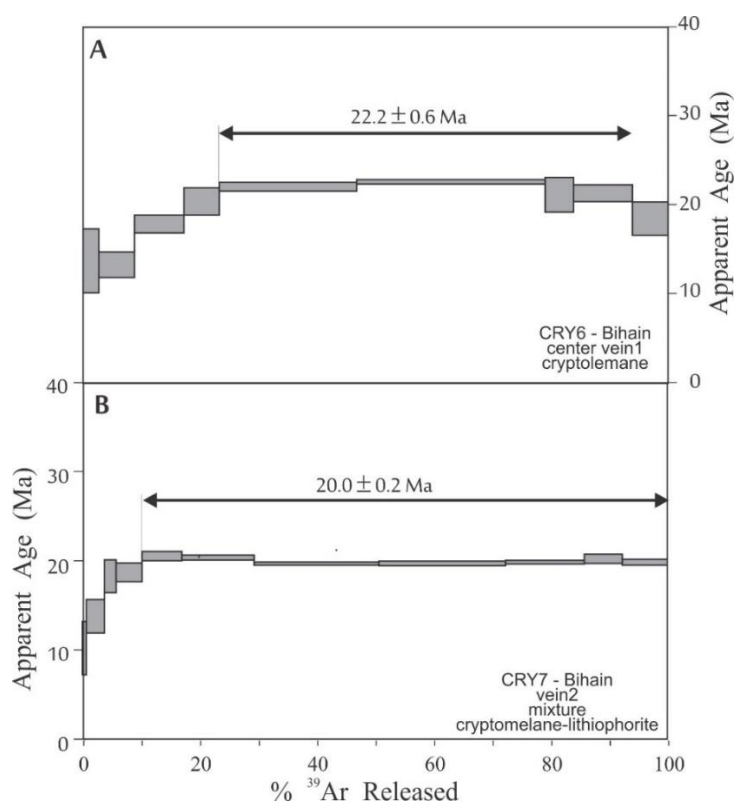 A
22.2 ± 0.6 Ma
40
30
20
10
0
Apparent Age (Ma)
CRY6 - Bihain
center vein1
cryptolemane
B
20.0 ± 0.2 Ma
40
30
20
10
0
Apparent Age (Ma)
CRY7 - Bihain
vein2
mixture
cryptomelane-lithiophorite
0 20 40 60 80 100
% ³⁹Ar Released